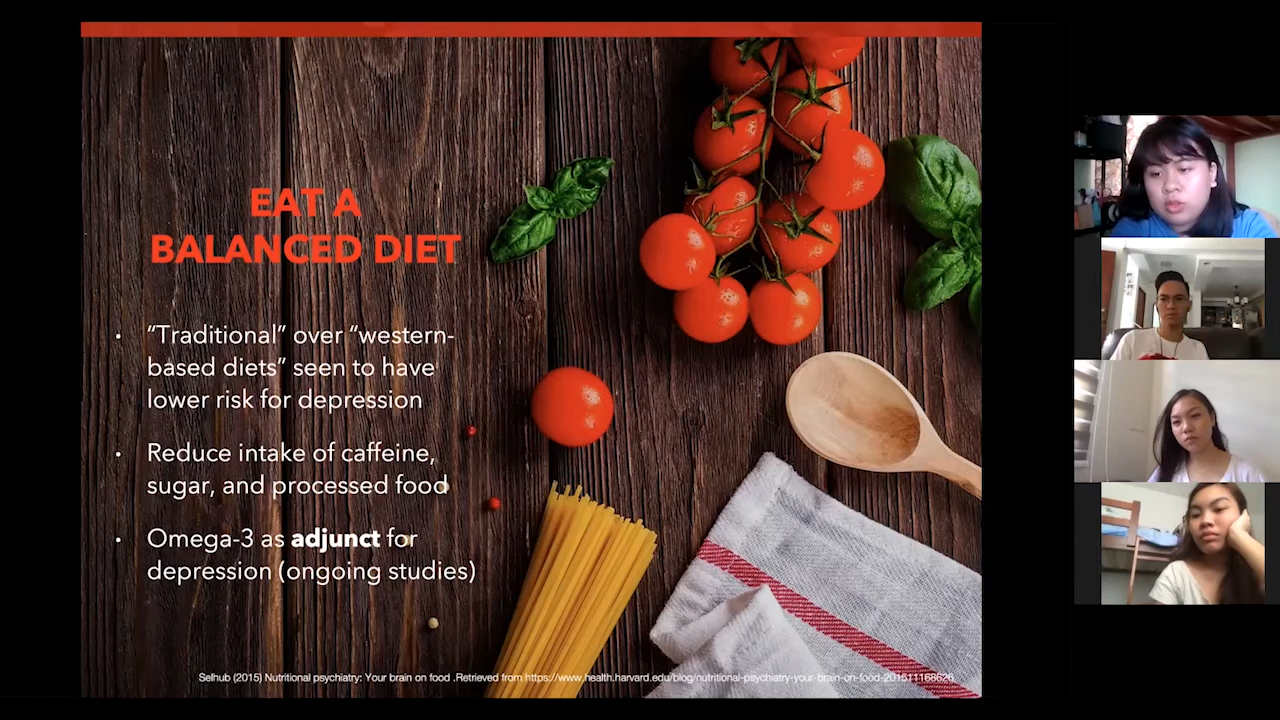 EAT A
BALANCED DIET
• “Traditional” over “western-
based diets” seen to have
lower risk for depression
• Reduce intake of caffeine,
sugar, and processed food
• Omega-3 as adjunct for
depression (ongoing studies)
Selhub (2015) Nutritional psychiatry: Your brain on food .Retrieved from https://www.health.harvard.edu/blog/nutritional-psychiatry-your-brain-on-food-201511168626